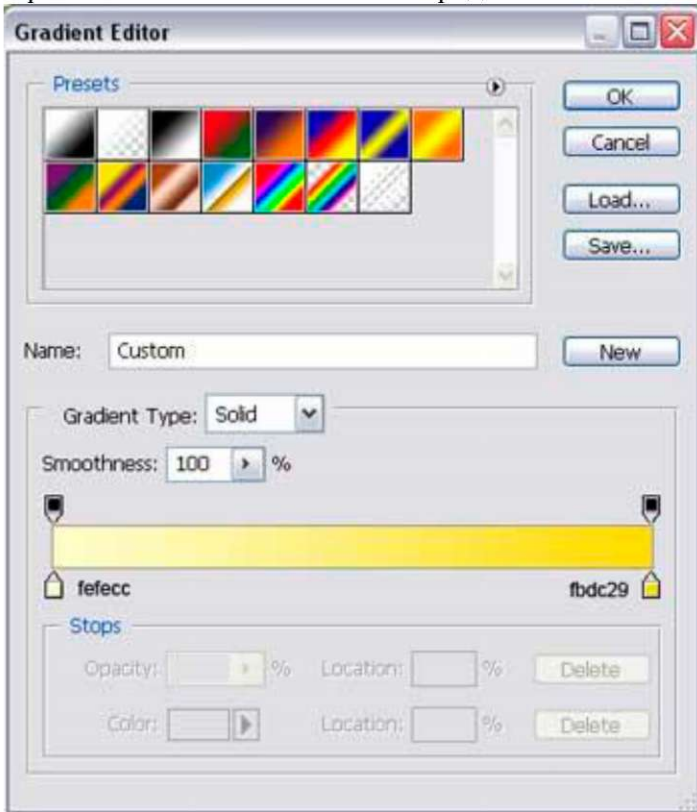 Gradient Editor
Presets
OK
Cancel
Load...
Save...
Name: Custom
New
Gradient Type: Solid
Smoothness: 100 %
fefecc
fbdc29
Stops
Opacity: % Location: % Delete
Color: Location: % Delete